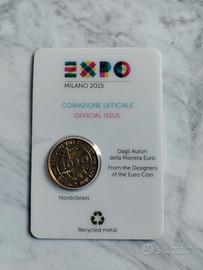 EXPO
MILANO 2015
CONIAZIONE UFFICIALE
OFFICIAL ISSUE
Dagli Autori
della Moneta Euro
From the Designers
of the Euro Coin
Nordicbrass
Recycled metal
subito